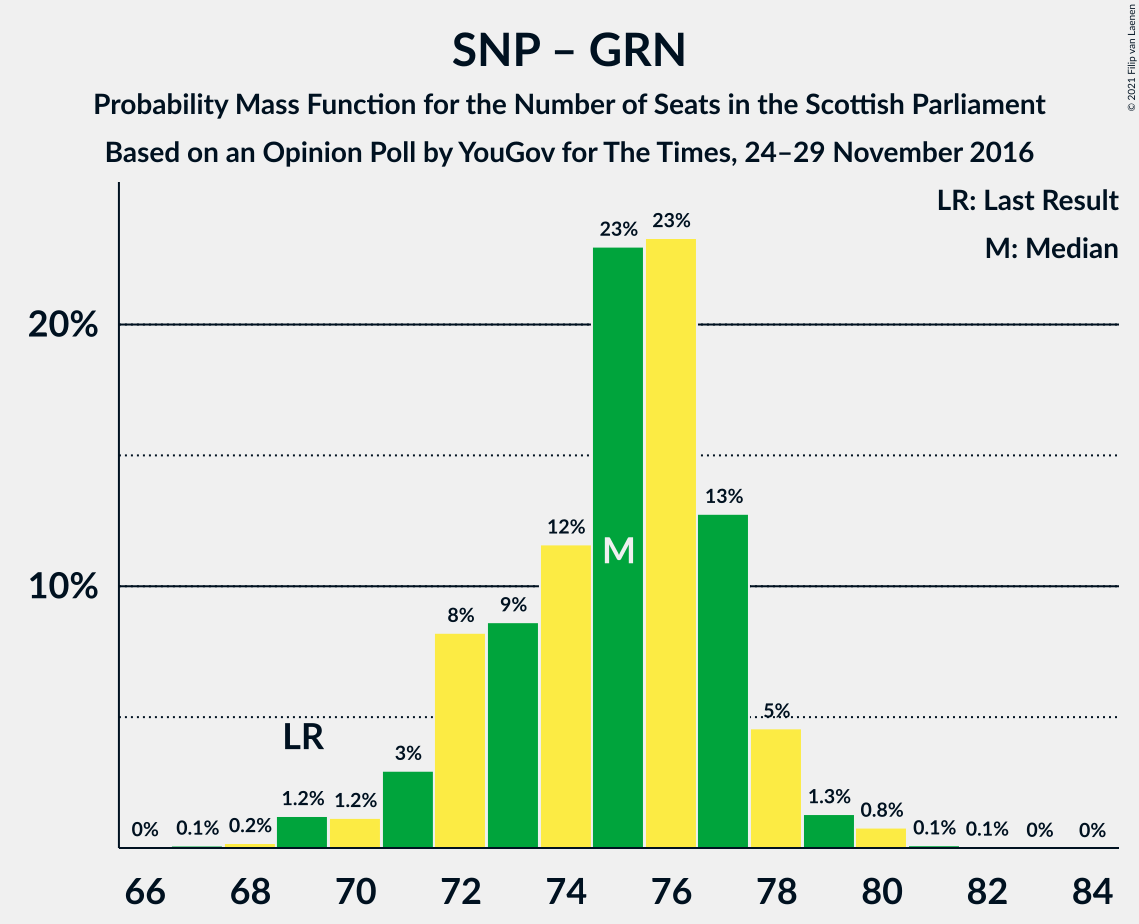 SNP – GRN
Probability Mass Function for the Number of Seats in the Scottish Parliament
Based on an Opinion Poll by YouGov for The Times, 24–29 November 2016
© 2021 Filip van Laenen
LR: Last Result
M: Median
20%
10%
0%
0.1%
0.2%
1.2%
1.2%
3%
8%
9%
12%
23%
23%
13%
5%
1.3%
0.8%
0.1%
0.1%
0%
0%
LR
M
66 68 70 72 74 76 78 80 82 84